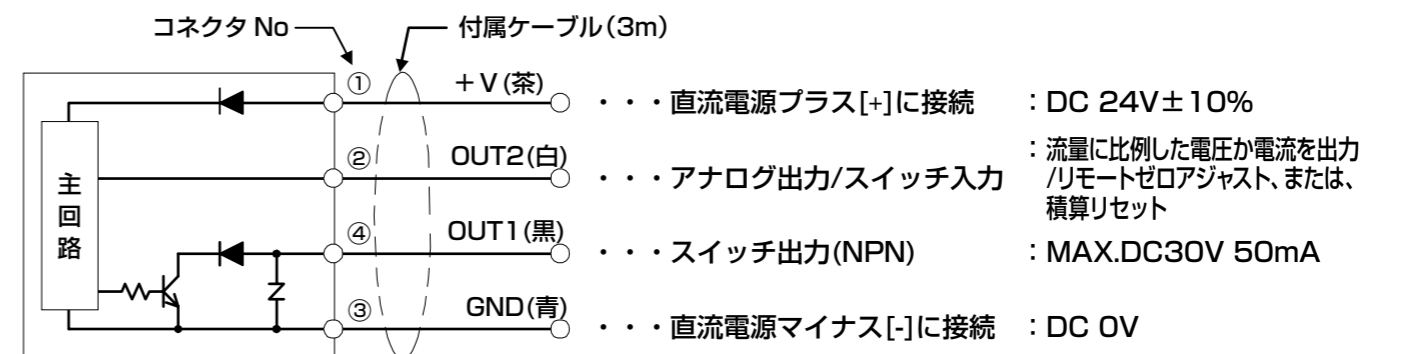 コネクタ No 付属ケーブル(3m)
① +V(茶) ・・・直流電源プラス[+]に接続 :DC 24V±10%
② OUT2(白) ・・・アナログ出力/スイッチ入力 :流量に比例した電圧か電流を出力
/リモートゼロアジャスト、または、
積算リセット
主回路
④ OUT1(黒) ・・・スイッチ出力(NPN) :MAX.DC30V 50mA
③ GND(青) ・・・直流電源マイナス[-]に接続 :DC 0V